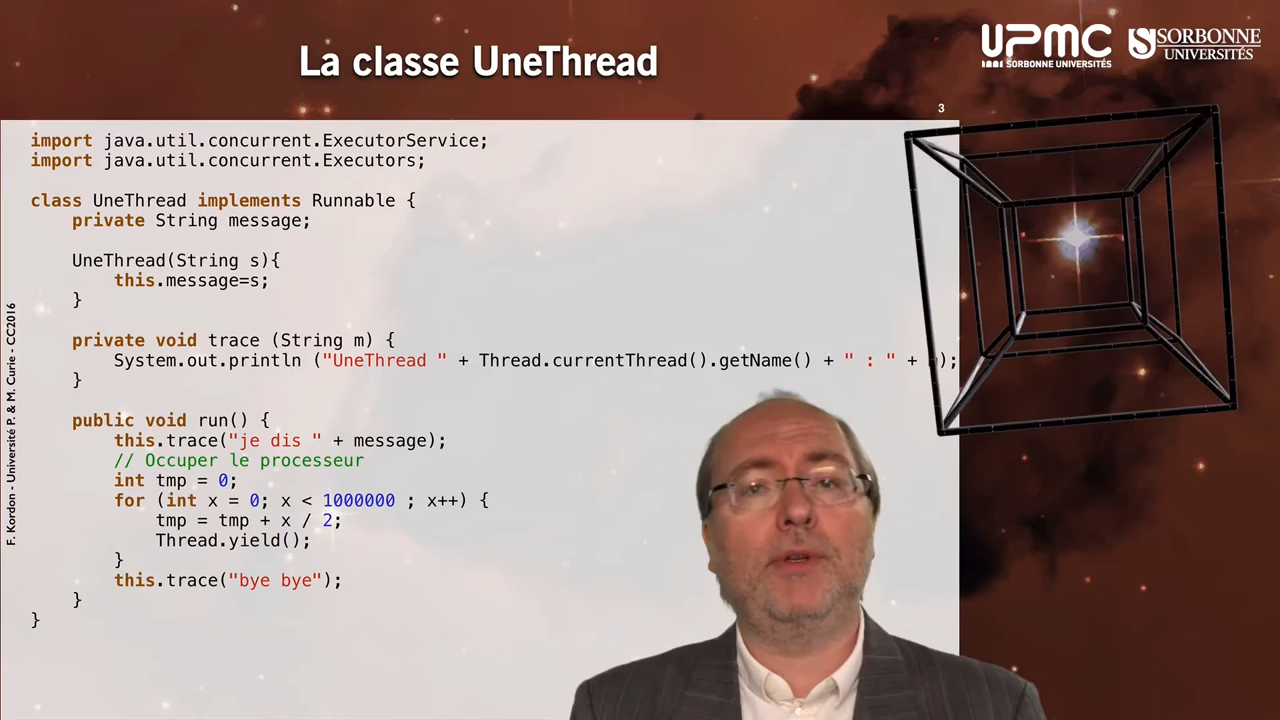 La classe UneThread
UPMC
SORBONNE UNIVERSITÉS
SORBONNE
UNIVERSITÉS
3
import java.util.concurrent.ExecutorService;
import java.util.concurrent.Executors;
class UneThread implements Runnable {
private String message;
UneThread(String s){
this.message=s;
}
private void trace (String m) {
System.out.println ("UneThread " + Thread.currentThread().getName() + " : " + );
}
public void run() {
this.trace("je dis " + message);
// Occuper le processeur
int tmp = 0;
for (int x = 0; x < 1000000 ; x++) {
tmp = tmp + x / 2;
Thread.yield();
}
this.trace("bye bye");
}
}
F. Kordon - Université P. & M. Curie - CC2016